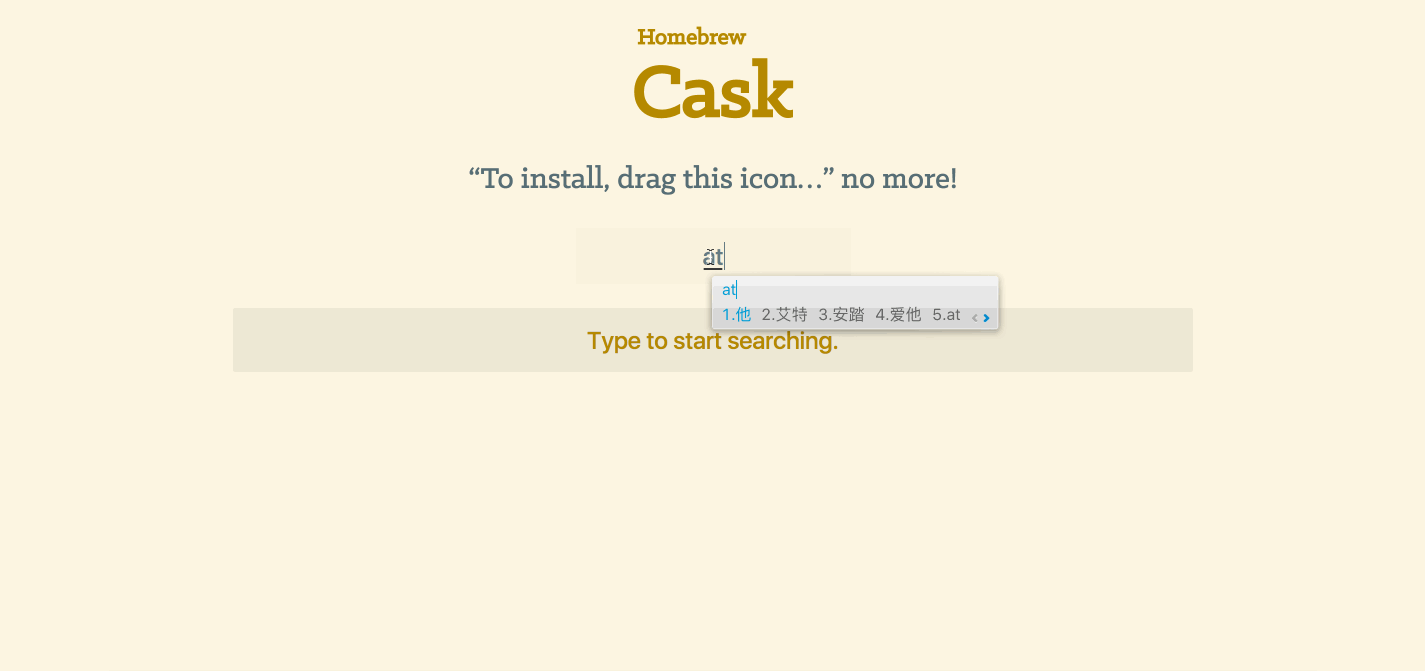 Homebrew
Cask
“To install, drag this icon…” no more!
at
at
1.他 2.艾特 3.安踏 4.爱他 5.at
Type to start searching.